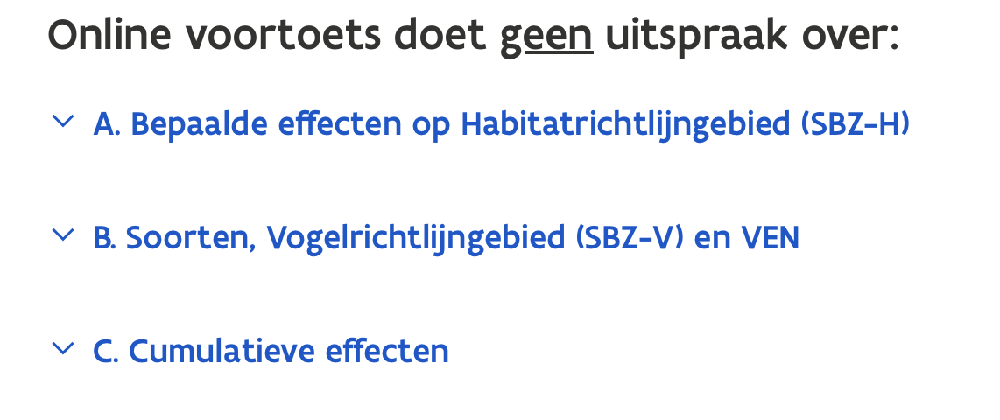 Online voortoets doet geen uitspraak over:
A. Bepaalde effecten op Habitatrichtlijngebied (SBZ-H)
B. Soorten, Vogelrichtlijngebied (SBZ-V) en VEN
C. Cumulatieve effecten